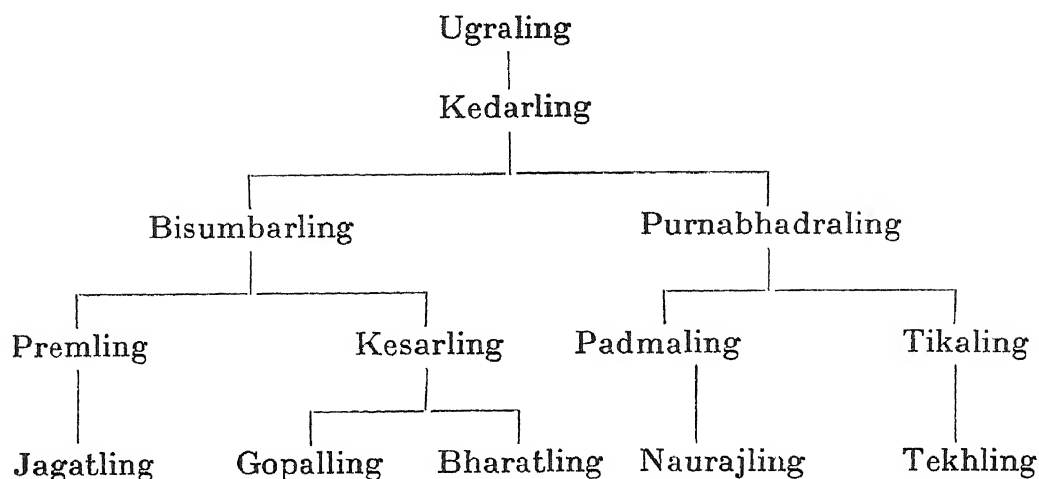 Ugraling
Kedarling
Bisumbarling Purnabhadraling
Premling Kesarling Padmaling Tikaling
Jagatling Gopalling Bharatling Naurajling Tekhling